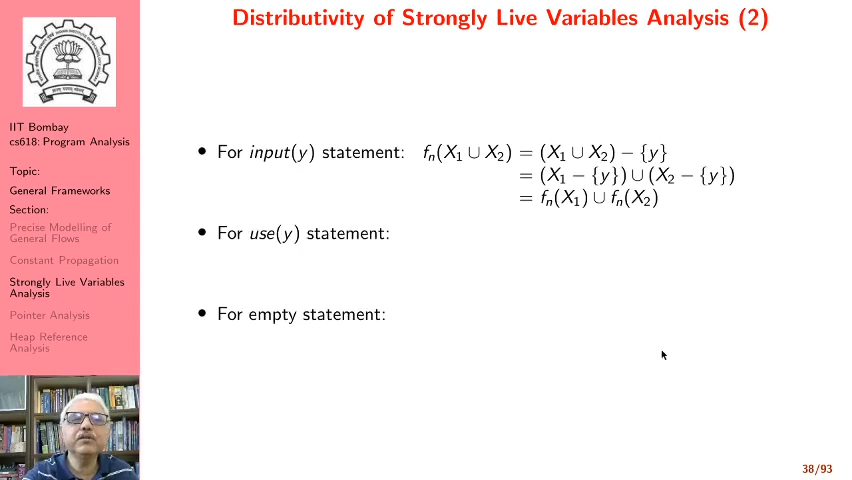 Distributivity of Strongly Live Variables Analysis (2)
IIT Bombay
cs618: Program Analysis
Topic:
General Frameworks
Section:
Precise Modelling of
General Flows
Constant Propagation
Strongly Live Variables
Analysis
Pointer Analysis
Heap Reference
Analysis
• For input(y) statement: fₙ(X₁ ∪ X₂) = (X₁ ∪ X₂) − {y}
= (X₁ − {y}) ∪ (X₂ − {y})
= fₙ(X₁) ∪ fₙ(X₂)
• For use(y) statement:
• For empty statement:
38/93